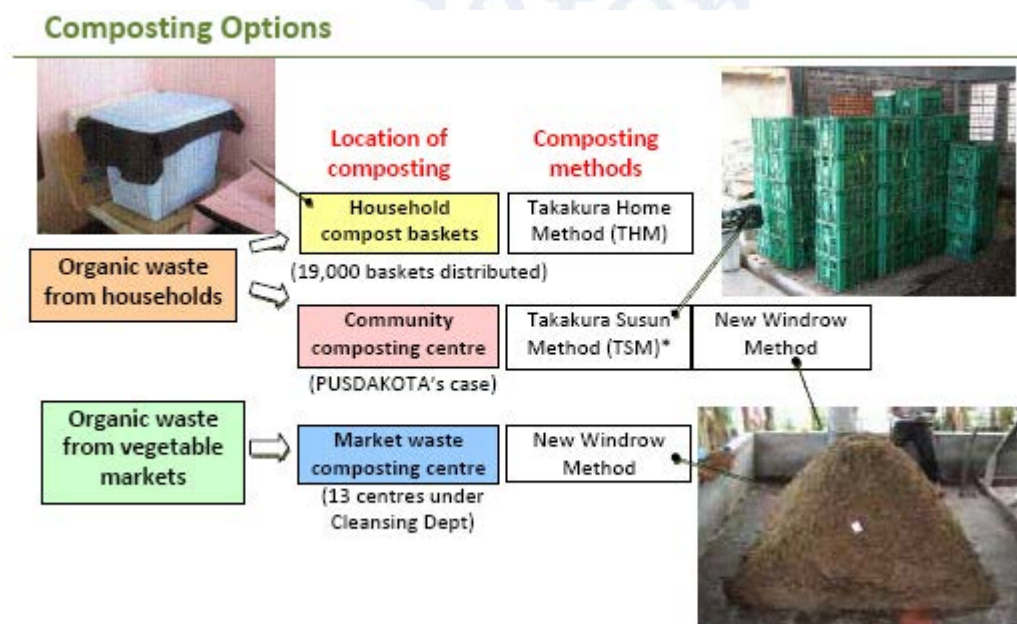 Composting Options
Location of
composting
Composting
methods
Household
compost baskets
Takakura Home
Method (THM)
(19,000 baskets distributed)
Organic waste
from households
Community
composting centre
Takakura Susun
Method (TSM)*
New Windrow
Method
(PUSDAKOTA's case)
Organic waste
from vegetable
markets
Market waste
composting centre
New Windrow
Method
(13 centres under
Cleansing Dept)